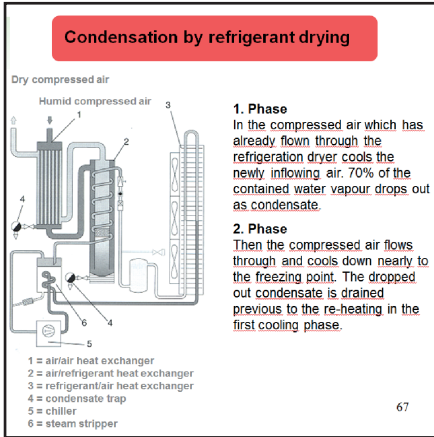 Condensation by refrigerant drying
Dry compressed air
Humid compressed air
3
1
2
4
6
4
5
1 = air/air heat exchanger
2 = air/refrigerant heat exchanger
3 = refrigerant/air heat exchanger
4 = condensate trap
5 = chiller
6 = steam stripper
1. Phase
In the compressed air which has
already flown through the
refrigeration dryer cools the
newly inflowing air. 70% of the
contained water vapour drops out
as condensate.
2. Phase
Then the compressed air flows
through and cools down nearly to
the freezing point. The dropped
out condensate is drained
previous to the re-heating in the
first cooling phase.
67